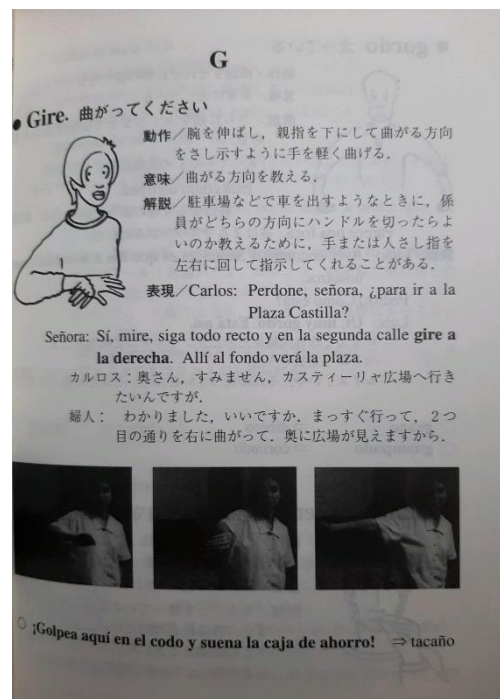 G
● Gire. 曲がってください
動作／腕を伸ばし，親指を下にして曲がる方向
をさし示すように手を軽く曲げる．
意味／曲がる方向を教える．
解説／駐車場などで車を出すようなときに，係
員がどちらの方向にハンドルを切ったらよ
いのか教えるために，手または人さし指を
左右に回して指示してくれることがある．
表現／Carlos: Perdone, señora, ¿para ir a la
Plaza Castilla?
Señora: Sí, mire, siga todo recto y en la segunda calle gire a
la derecha. Allí al fondo verá la plaza.
カルロス：奥さん，すみません，カスティーリャ広場へ行き
たいんですが．
婦人： わかりました，いいですか．まっすぐ行って，２つ
目の通りを右に曲がって．奥に広場が見えますから．
○ ¡Golpea aquí en el codo y suena la caja de ahorro! ⇒ tacaño